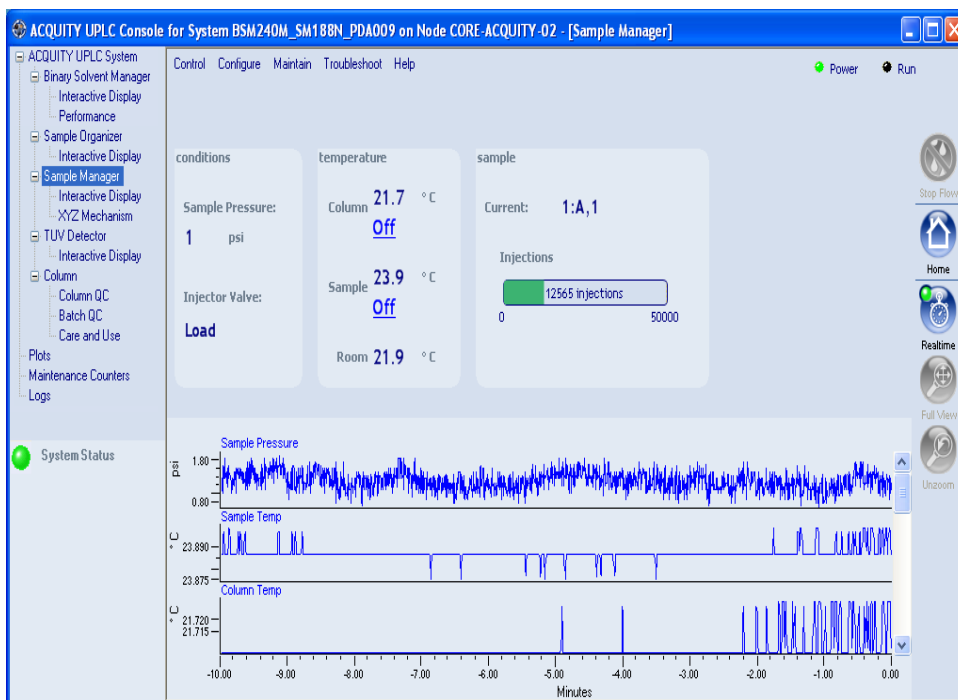 ACQUITY UPLC Console for System BSM240M_SM188N_PDA009 on Node CORE-ACQUITY-02 - [Sample Manager]
ACQUITY UPLC System
Binary Solvent Manager
Interactive Display
Performance
Sample Organizer
Interactive Display
Sample Manager
Interactive Display
XYZ Mechanism
TUV Detector
Interactive Display
Column
Column QC
Batch QC
Care and Use
Plots
Maintenance Counters
Logs
System Status
Control Configure Maintain Troubleshoot Help
Power Run
conditions
Sample Pressure:
1 psi
Injector Valve:
Load
temperature
Column 21.7 °C
Off
Sample 23.9 °C
Off
Room 21.9 °C
sample
Current: 1:A,1
Injections
12565 injections
0 50000
Stop Flow
Home
Realtime
Full View
Unzoom
Sample Pressure
psi
1.80
0.80
Sample Temp
°C
23.890
23.875
Column Temp
°C
21.720
21.715
-10.00 -9.00 -8.00 -7.00 -6.00 -5.00 -4.00 -3.00 -2.00 -1.00 0.00
Minutes